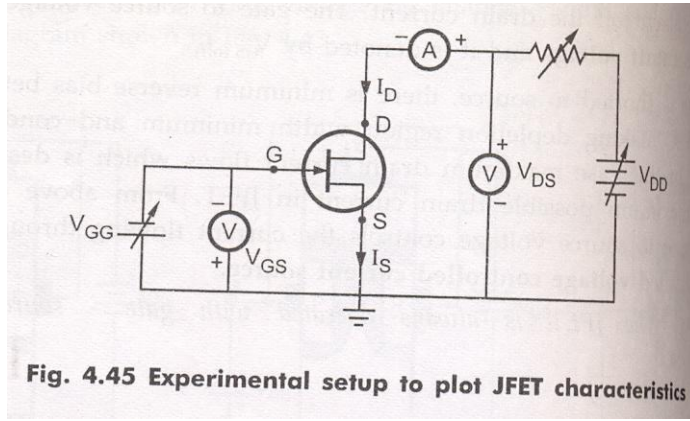 − A +
I_D
D
G
+
V V_DS
−
V_DD
V_GG
V
+
V_GS
S
I_S
Fig. 4.45 Experimental setup to plot JFET characteristics